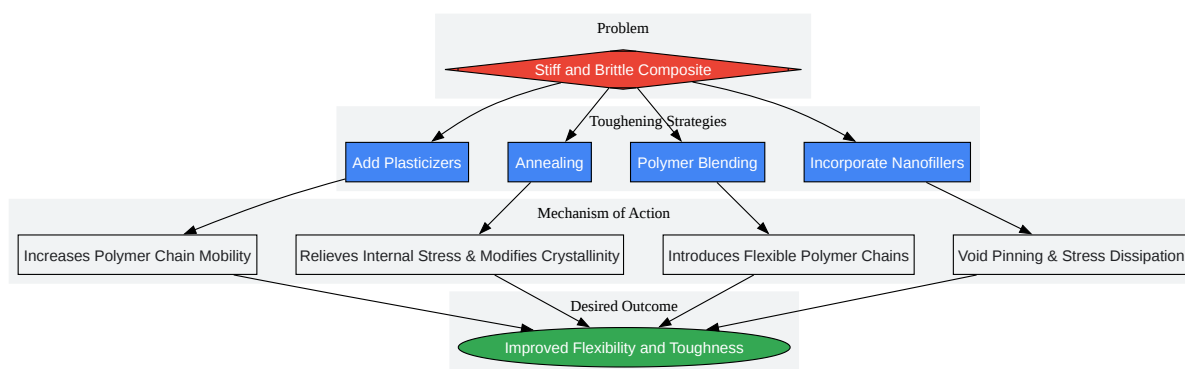 Problem
Stiff and Brittle Composite
Toughening Strategies
Add Plasticizers
Annealing
Polymer Blending
Incorporate Nanofillers
Mechanism of Action
Increases Polymer Chain Mobility
Relieves Internal Stress & Modifies Crystallinity
Introduces Flexible Polymer Chains
Void Pinning & Stress Dissipation
Desired Outcome
Improved Flexibility and Toughness